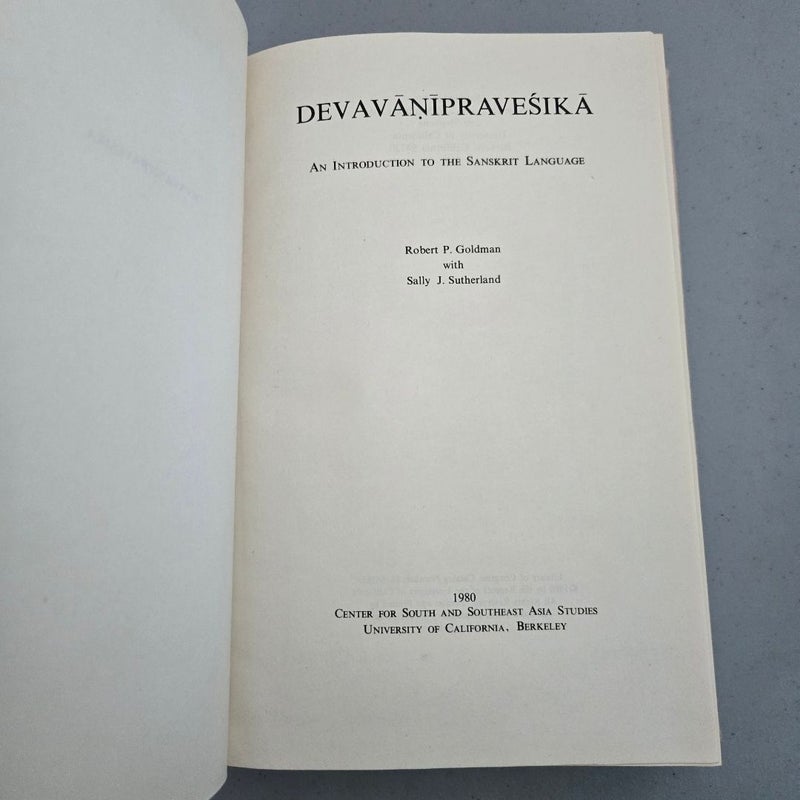 DEVAVĀṆĪPRAVEŚIKĀ
AN INTRODUCTION TO THE SANSKRIT LANGUAGE
Robert P. Goldman
with
Sally J. Sutherland
1980
CENTER FOR SOUTH AND SOUTHEAST ASIA STUDIES
UNIVERSITY OF CALIFORNIA, BERKELEY